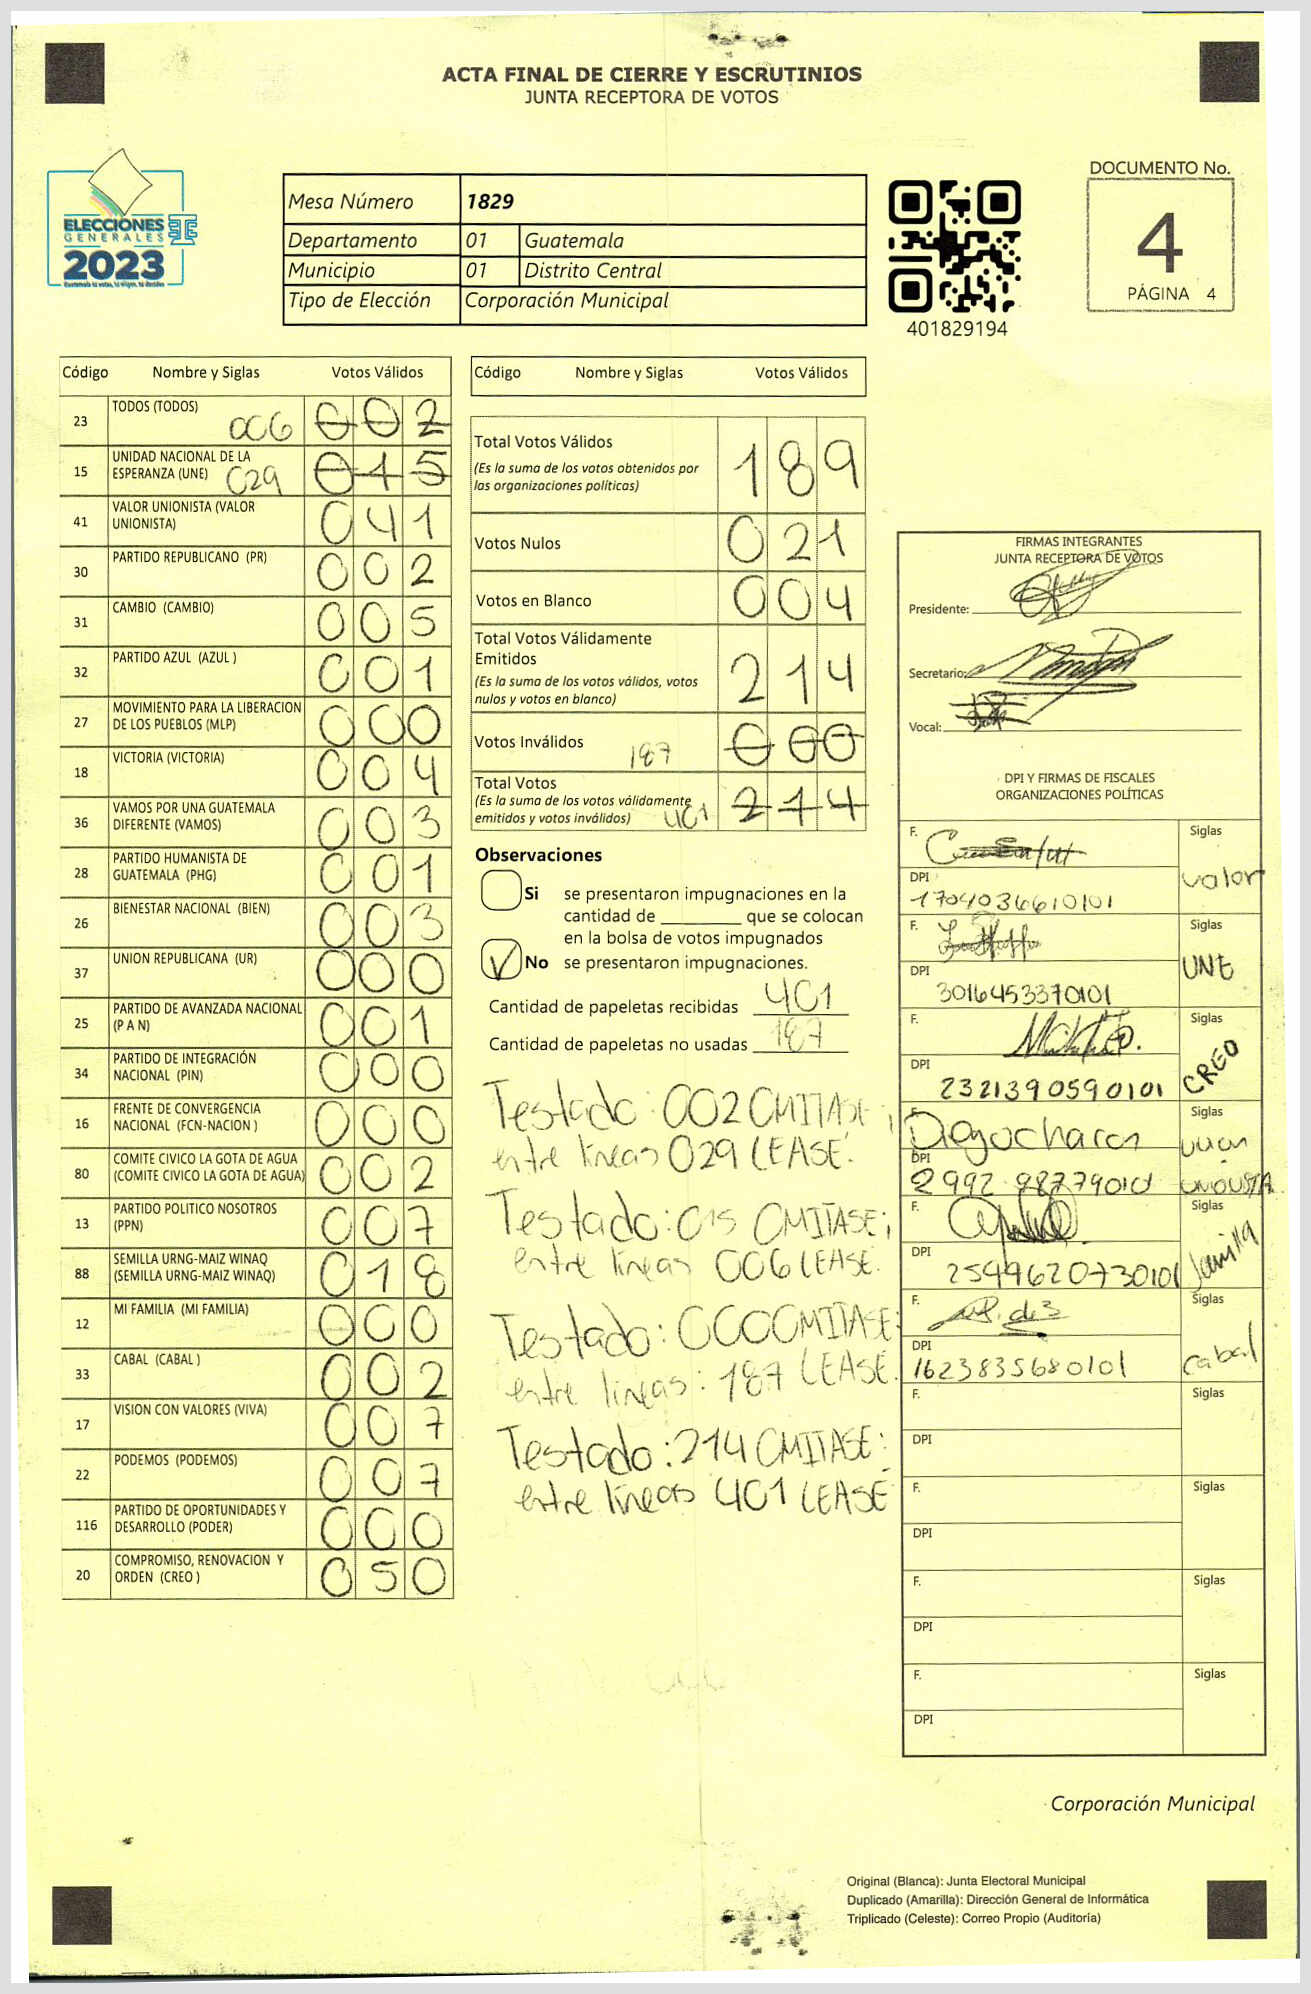 ACTA FINAL DE CIERRE Y ESCRUTINIOS
JUNTA RECEPTORA DE VOTOS
ELECCIONES
GENERALES
2023
Mesa Número 1829
Departamento 01 Guatemala
Municipio 01 Distrito Central
Tipo de Elección Corporación Municipal
401829194
DOCUMENTO No.
4
PÁGINA 4
Código Nombre y Siglas Votos Válidos
23 TODOS (TODOS) 006 002
15 UNIDAD NACIONAL DE LA ESPERANZA (UNE) 029 015
41 VALOR UNIONISTA (VALOR UNIONISTA) 041
30 PARTIDO REPUBLICANO (PR) 002
31 CAMBIO (CAMBIO) 005
32 PARTIDO AZUL (AZUL ) 001
27 MOVIMIENTO PARA LA LIBERACION DE LOS PUEBLOS (MLP) 000
18 VICTORIA (VICTORIA) 004
36 VAMOS POR UNA GUATEMALA DIFERENTE (VAMOS) 003
28 PARTIDO HUMANISTA DE GUATEMALA (PHG) 001
26 BIENESTAR NACIONAL (BIEN) 003
37 UNION REPUBLICANA (UR) 000
25 PARTIDO DE AVANZADA NACIONAL (P A N) 001
34 PARTIDO DE INTEGRACIÓN NACIONAL (PIN) 000
16 FRENTE DE CONVERGENCIA NACIONAL (FCN-NACION ) 000
80 COMITE CIVICO LA GOTA DE AGUA (COMITE CIVICO LA GOTA DE AGUA) 002
13 PARTIDO POLITICO NOSOTROS (PPN) 007
88 SEMILLA URNG-MAIZ WINAQ (SEMILLA URNG-MAIZ WINAQ) 018
12 MI FAMILIA (MI FAMILIA) 000
33 CABAL (CABAL ) 002
17 VISION CON VALORES (VIVA) 007
22 PODEMOS (PODEMOS) 007
116 PARTIDO DE OPORTUNIDADES Y DESARROLLO (PODER) 000
20 COMPROMISO, RENOVACION Y ORDEN (CREO ) 050
Código Nombre y Siglas Votos Válidos
Total Votos Válidos 189
(Es la suma de los votos obtenidos por
las organizaciones políticas)
Votos Nulos 021
Votos en Blanco 004
Total Votos Válidamente
Emitidos 214
(Es la suma de los votos válidos, votos
nulos y votos en blanco)
Votos Inválidos 187 000
Total Votos
(Es la suma de los votos válidamente
emitidos y votos inválidos) 401 214
Observaciones
Si se presentaron impugnaciones en la
cantidad de ________ que se colocan
en la bolsa de votos impugnados
No se presentaron impugnaciones.
Cantidad de papeletas recibidas 401
Cantidad de papeletas no usadas 187
Testado: 002 OMITASE;
entre líneas 029 LEASE.
Testado: 015 OMITASE;
entre líneas 006 LEASE.
Testado: 000 OMITASE:
entre líneas: 187 LEASE.
Testado: 214 OMITASE:
entre líneas 401 LEASE
FIRMAS INTEGRANTES
JUNTA RECEPTORA DE VOTOS
Presidente:
Secretario:
Vocal:
DPI Y FIRMAS DE FISCALES
ORGANIZACIONES POLÍTICAS
F. Siglas
DPI valor
1704036610101
F. Siglas
DPI UNE
3016453370101
F. Siglas
DPI CREO
2321390590101
Siglas
DPI
2992 98779010
F. Siglas
DPI Semilla
2549620730101
F. Siglas
DPI cabal
1623835680101
F. Siglas
DPI
F. Siglas
DPI
F. Siglas
DPI
F. Siglas
DPI
Corporación Municipal
Original (Blanca): Junta Electoral Municipal
Duplicado (Amarilla): Dirección General de Informática
Triplicado (Celeste): Correo Propio (Auditoría)